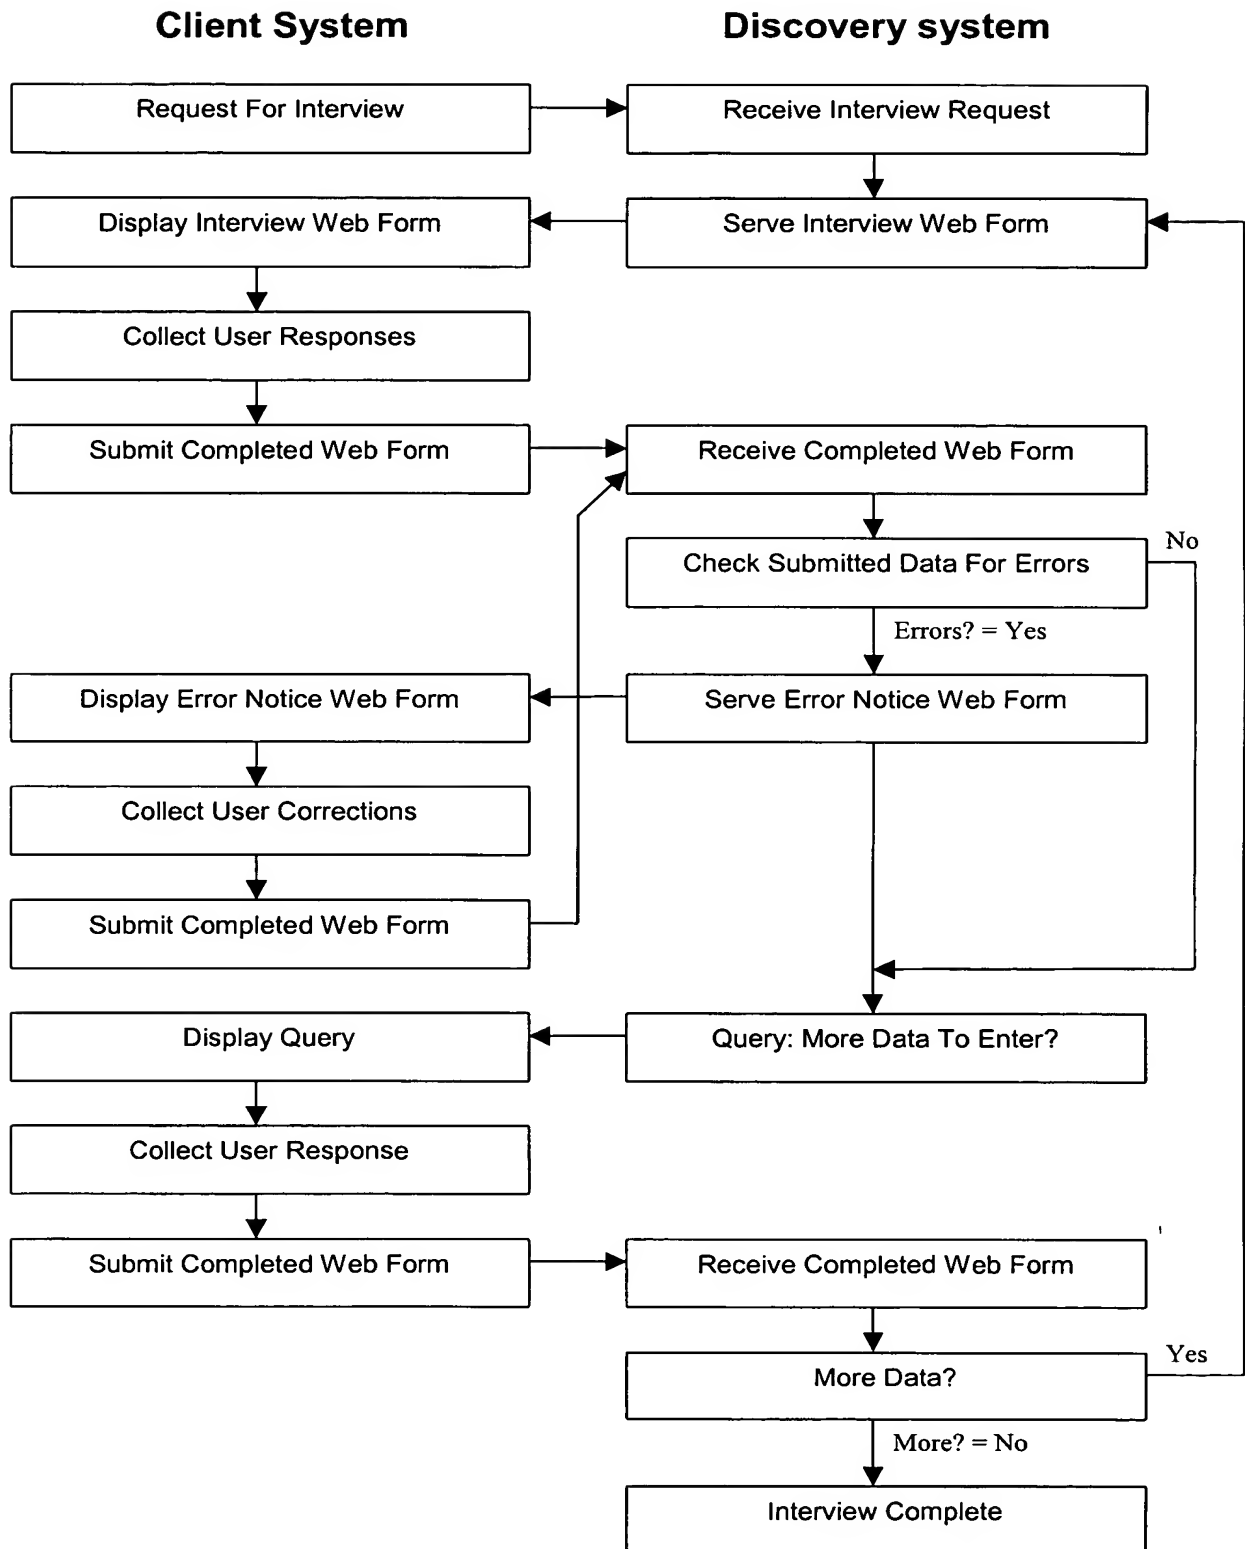 Client System
Discovery system
Request For Interview
Receive Interview Request
Display Interview Web Form
Serve Interview Web Form
Collect User Responses
Submit Completed Web Form
Receive Completed Web Form
No
Check Submitted Data For Errors
Errors? = Yes
Display Error Notice Web Form
Serve Error Notice Web Form
Collect User Corrections
Submit Completed Web Form
Display Query
Query: More Data To Enter?
Collect User Response
Submit Completed Web Form
Receive Completed Web Form
Yes
More Data?
More? = No
Interview Complete